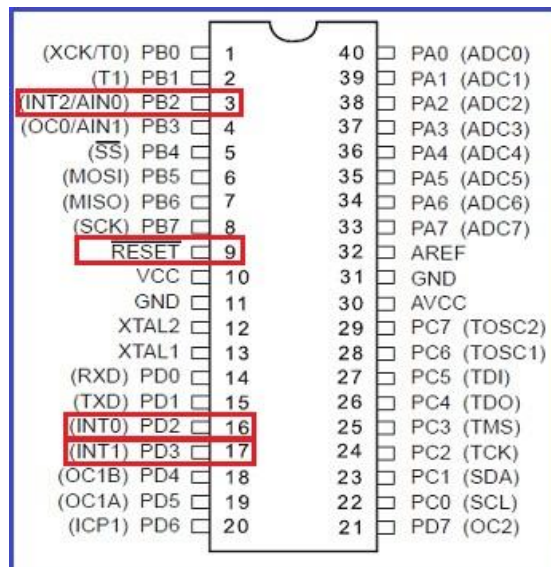 (XCK/T0) PB0 1 40 PA0 (ADC0)
(T1) PB1 2 39 PA1 (ADC1)
(INT2/AIN0) PB2 3 38 PA2 (ADC2)
(OC0/AIN1) PB3 4 37 PA3 (ADC3)
(SS) PB4 5 36 PA4 (ADC4)
(MOSI) PB5 6 35 PA5 (ADC5)
(MISO) PB6 7 34 PA6 (ADC6)
(SCK) PB7 8 33 PA7 (ADC7)
RESET 9 32 AREF
VCC 10 31 GND
GND 11 30 AVCC
XTAL2 12 29 PC7 (TOSC2)
XTAL1 13 28 PC6 (TOSC1)
(RXD) PD0 14 27 PC5 (TDI)
(TXD) PD1 15 26 PC4 (TDO)
(INT0) PD2 16 25 PC3 (TMS)
(INT1) PD3 17 24 PC2 (TCK)
(OC1B) PD4 18 23 PC1 (SDA)
(OC1A) PD5 19 22 PC0 (SCL)
(ICP1) PD6 20 21 PD7 (OC2)